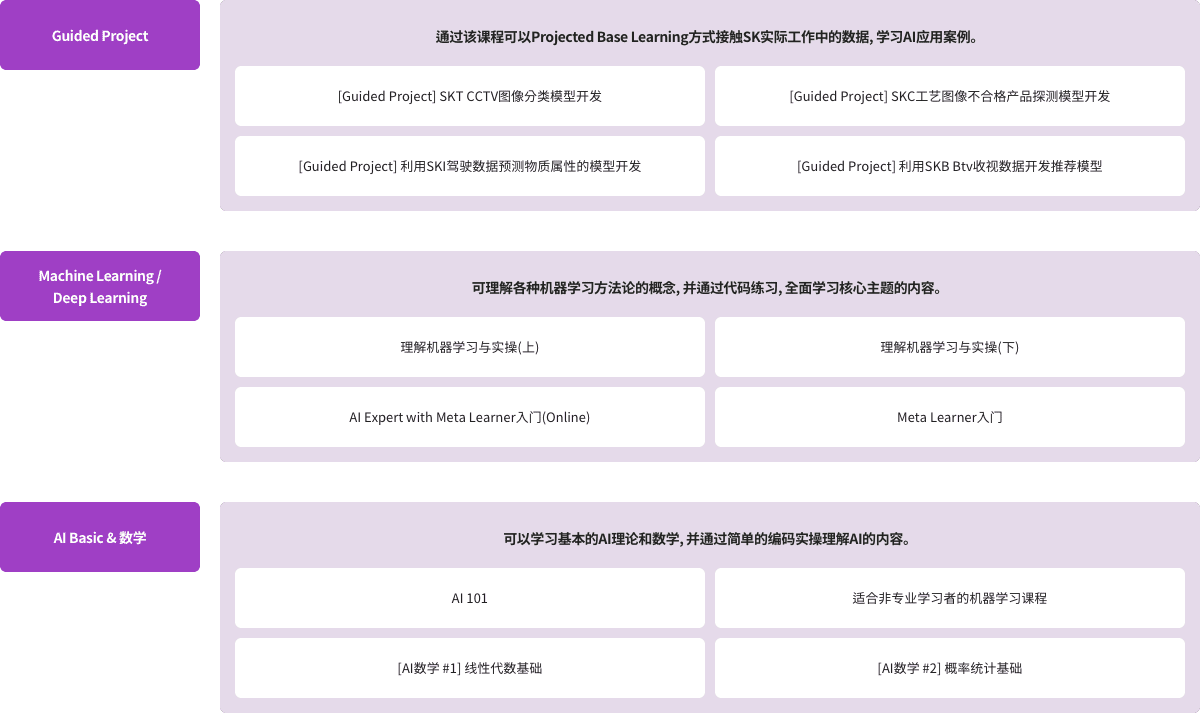 Guided Project
通过该课程可以Projected Base Learning方式接触SK实际工作中的数据, 学习AI应用案例。
[Guided Project] SKT CCTV图像分类模型开发
[Guided Project] SKC工艺图像不合格产品探测模型开发
[Guided Project] 利用SKI驾驶数据预测物质属性的模型开发
[Guided Project] 利用SKB Btv收视数据开发推荐模型
Machine Learning /
Deep Learning
可理解各种机器学习方法论的概念, 并通过代码练习, 全面学习核心主题的内容。
理解机器学习与实操(上)
理解机器学习与实操(下)
AI Expert with Meta Learner入门(Online)
Meta Learner入门
AI Basic & 数学
可以学习基本的AI理论和数学, 并通过简单的编码实操理解AI的内容。
AI 101
适合非专业学习者的机器学习课程
[AI数学 #1] 线性代数基础
[AI数学 #2] 概率统计基础